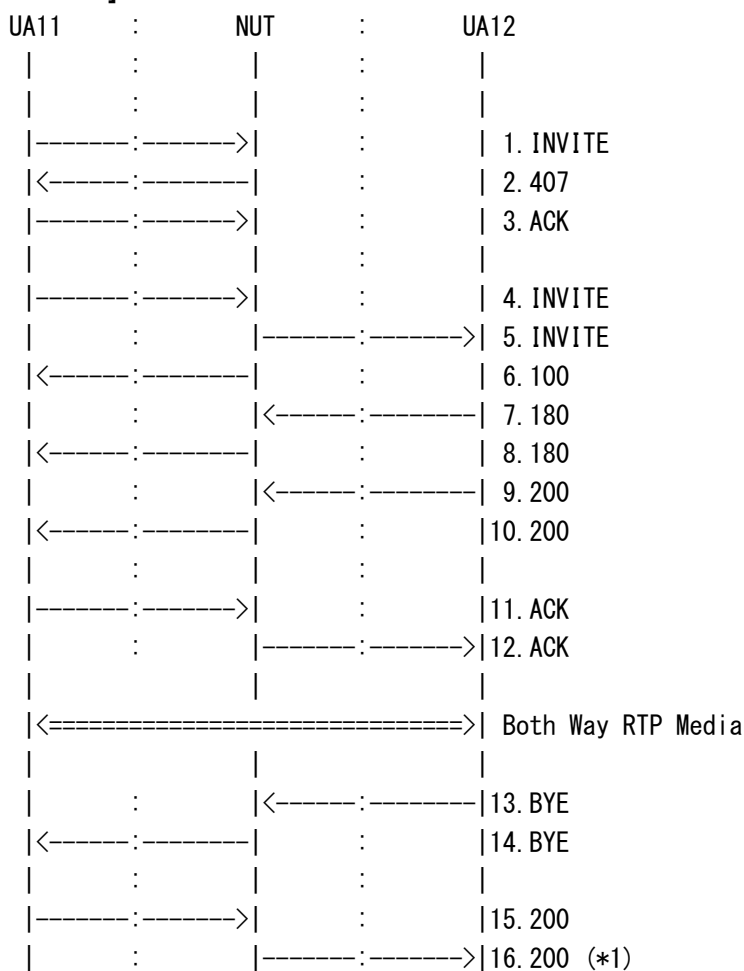 UA11 : NUT : UA12
| : | : |
| : | : |
|-------:------->| : | 1. INVITE
|<------:--------| : | 2. 407
|-------:------->| : | 3. ACK
| : | : |
|-------:------->| : | 4. INVITE
| : |-------:------->| 5. INVITE
|<------:--------| : | 6. 100
| : |<------:--------| 7. 180
|<------:--------| : | 8. 180
| : |<------:--------| 9. 200
|<------:--------| : |10. 200
| : | : |
|-------:------->| : |11. ACK
| : |-------:------->|12. ACK
| | |
|<===============================>| Both Way RTP Media
| | |
| : |<------:--------|13. BYE
|<------:--------| : |14. BYE
| : | : |
|-------:------->| : |15. 200
| : |-------:------->|16. 200 (*1)